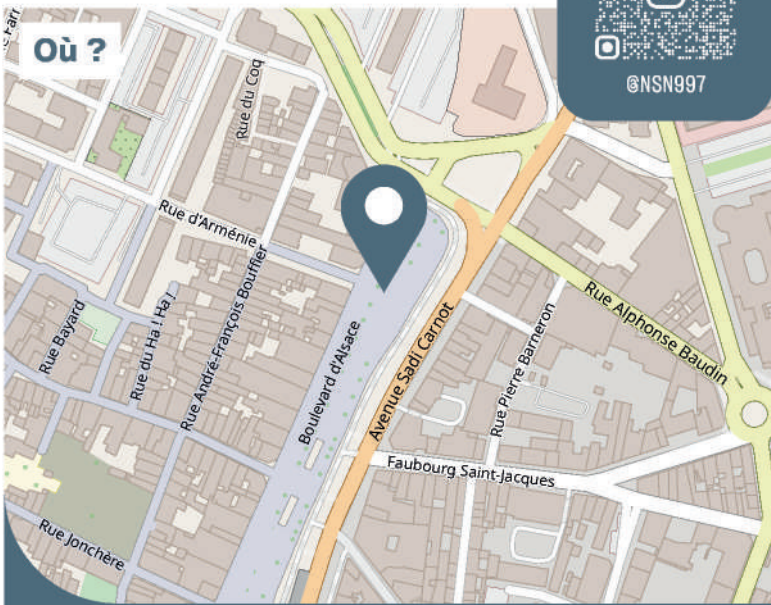 Où ?
@NSN997
Rue du Coq
Rue d'Arménie
Rue Bayard
Rue du Ha ! Ha !
Rue André-François Bouffier
Boulevard d'Alsace
Avenue Sadi Carnot
Rue Pierre Barneron
Rue Alphonse Baudin
Faubourg Saint-Jacques
Rue Jonchère